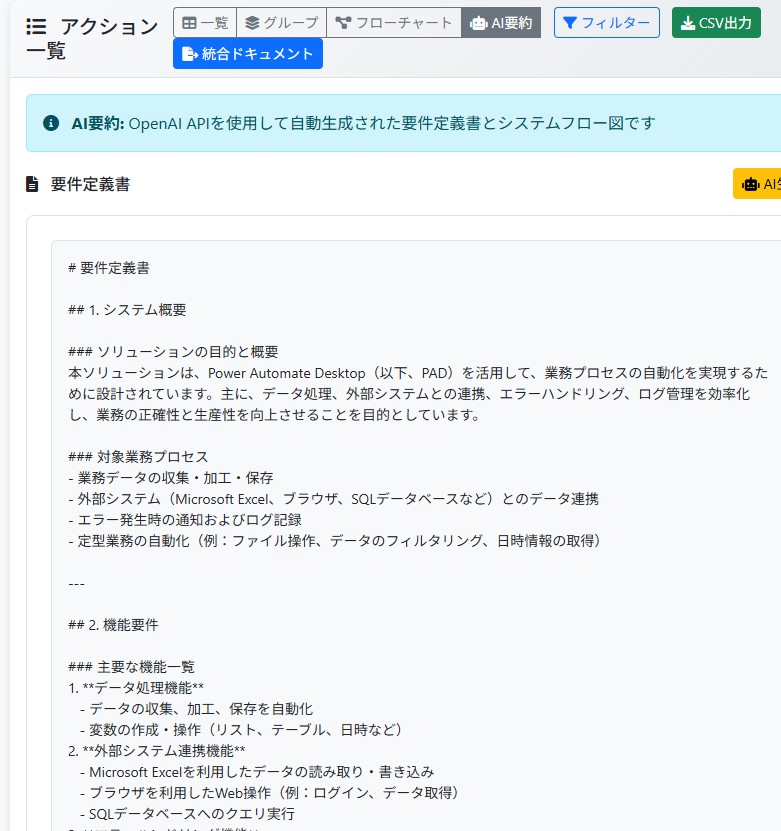 アクション
一覧
一覧
グループ
フローチャート
AI要約
フィルター
CSV出力
統合ドキュメント
AI要約: OpenAI APIを使用して自動生成された要件定義書とシステムフロー図です
要件定義書
AI
# 要件定義書
## 1. システム概要
### ソリューションの目的と概要
本ソリューションは、Power Automate Desktop（以下、PAD）を活用して、業務プロセスの自動化を実現するた
めに設計されています。主に、データ処理、外部システムとの連携、エラーハンドリング、ログ管理を効率化
し、業務の正確性と生産性を向上させることを目的としています。
### 対象業務プロセス
- 業務データの収集・加工・保存
- 外部システム（Microsoft Excel、ブラウザ、SQLデータベースなど）とのデータ連携
- エラー発生時の通知およびログ記録
- 定型業務の自動化（例：ファイル操作、データのフィルタリング、日時情報の取得）
---
## 2. 機能要件
### 主要な機能一覧
1. **データ処理機能**
- データの収集、加工、保存を自動化
- 変数の作成・操作（リスト、テーブル、日時など）
2. **外部システム連携機能**
- Microsoft Excelを利用したデータの読み取り・書き込み
- ブラウザを利用したWeb操作（例：ログイン、データ取得）
- SQLデータベースへのクエリ実行